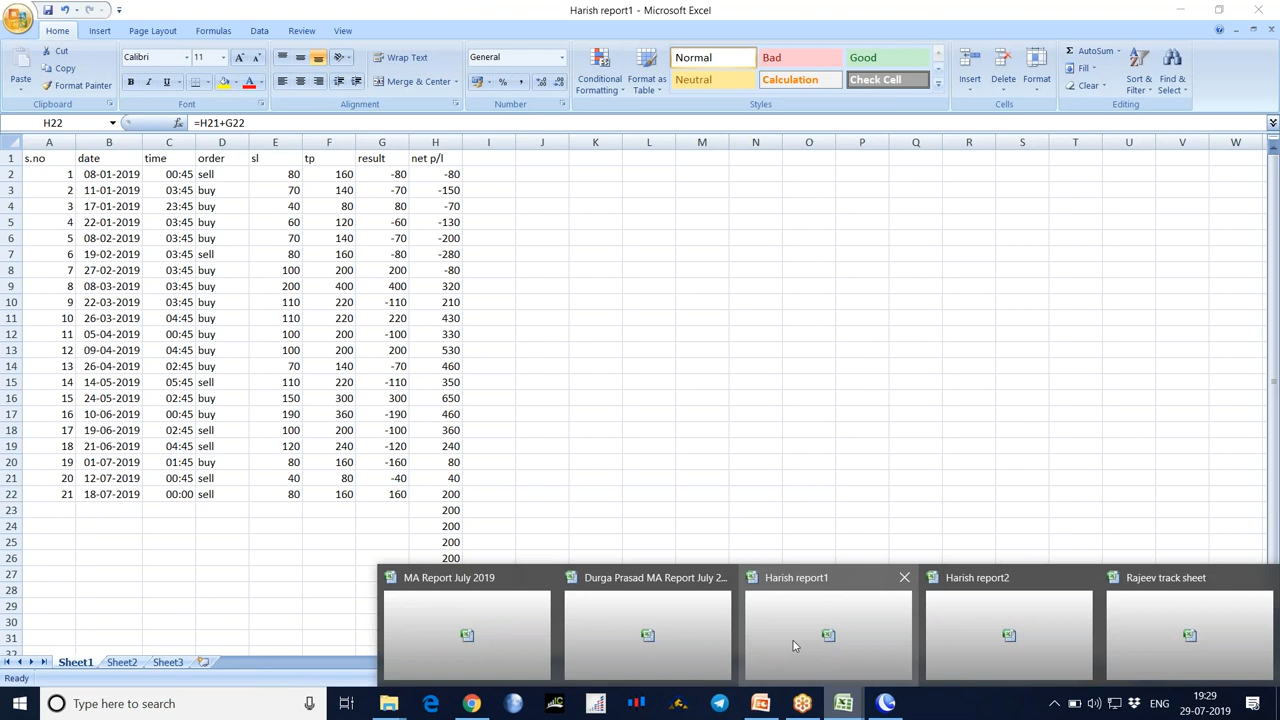 Harish report1 - Microsoft Excel
Home Insert Page Layout Formulas Data Review View
Paste
Cut
Copy
Format Painter
Clipboard
Calibri 11
B I U
Font
Wrap Text
Merge & Center
Alignment
General
Number
Conditional Formatting
Format as Table
Normal Bad Good
Neutral Calculation Check Cell
Styles
Insert Delete Format
Cells
AutoSum
Fill
Clear
Sort & Filter
Find & Select
Editing
H22 fx =H21+G22
A B C D E F G H I J K L M N O P Q R S T U V W
1 s.no date time order sl tp result net p/l
2 1 08-01-2019 00:45 sell 80 160 -80 -80
3 2 11-01-2019 03:45 buy 70 140 -70 -150
4 3 17-01-2019 23:45 buy 40 80 80 -70
5 4 22-01-2019 03:45 buy 60 120 -60 -130
6 5 08-02-2019 03:45 buy 70 140 -70 -200
7 6 19-02-2019 03:45 sell 80 160 -80 -280
8 7 27-02-2019 03:45 buy 100 200 200 -80
9 8 08-03-2019 03:45 buy 200 400 400 320
10 9 22-03-2019 03:45 buy 110 220 -110 210
11 10 26-03-2019 04:45 buy 110 220 220 430
12 11 05-04-2019 00:45 buy 100 200 -100 330
13 12 09-04-2019 04:45 buy 100 200 200 530
14 13 26-04-2019 02:45 buy 70 140 -70 460
15 14 14-05-2019 05:45 sell 110 220 -110 350
16 15 24-05-2019 02:45 buy 150 300 300 650
17 16 10-06-2019 00:45 buy 190 360 -190 460
18 17 19-06-2019 02:45 sell 100 200 -100 360
19 18 21-06-2019 04:45 sell 120 240 -120 240
20 19 01-07-2019 01:45 buy 80 160 -160 80
21 20 12-07-2019 00:45 sell 40 80 -40 40
22 21 18-07-2019 00:00 sell 80 160 160 200
23 200
24 200
25 200
26 200
27
28
29
30
31
MA Report July 2019
Durga Prasad MA Report July 2...
Harish report1
Harish report2
Rajeev track sheet
Sheet1 Sheet2 Sheet3
Ready
Type here to search
ENG
19:29
29-07-2019